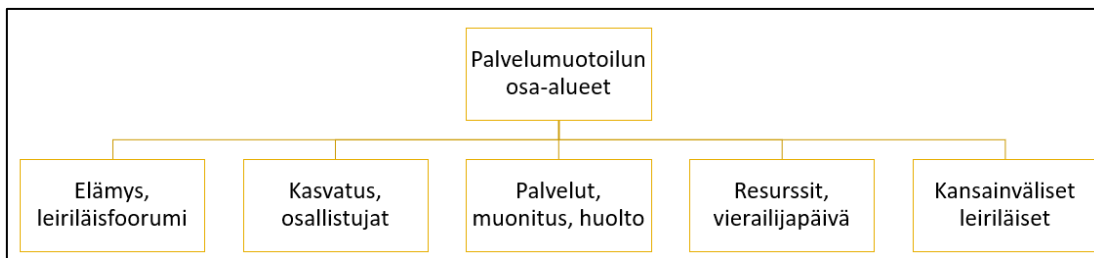 Palvelumuotoilun
osa-alueet
Elämys,
leiriläisfoorumi
Kasvatus,
osallistujat
Palvelut,
muonitus, huolto
Resurssit,
vierailijapäivä
Kansainväliset
leiriläiset